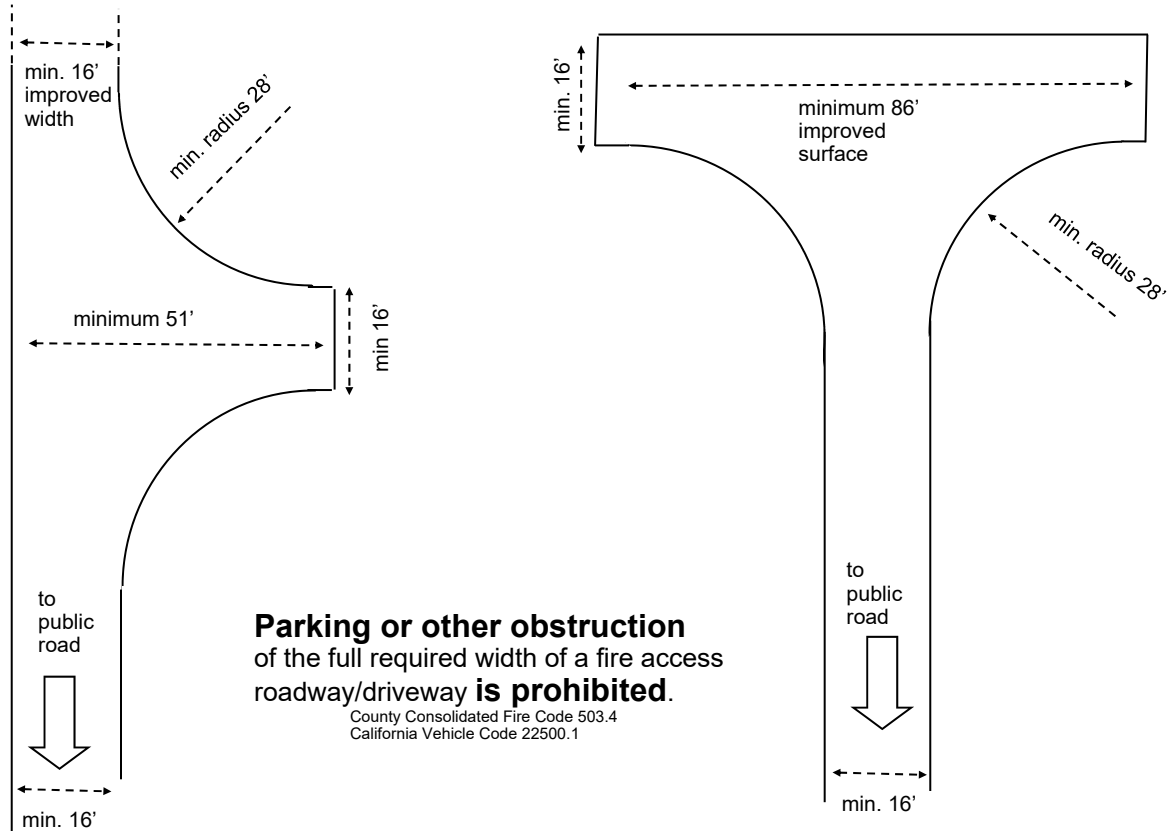 min. 16’
improved
width
min. radius 28’
minimum 51’
min 16’
to
public
road
min. 16’
min. 16’
minimum 86’
improved
surface
min. radius 28’
to
public
road
min. 16’
Parking or other obstruction
of the full required width of a fire access
roadway/driveway is prohibited.
County Consolidated Fire Code 503.4
California Vehicle Code 22500.1